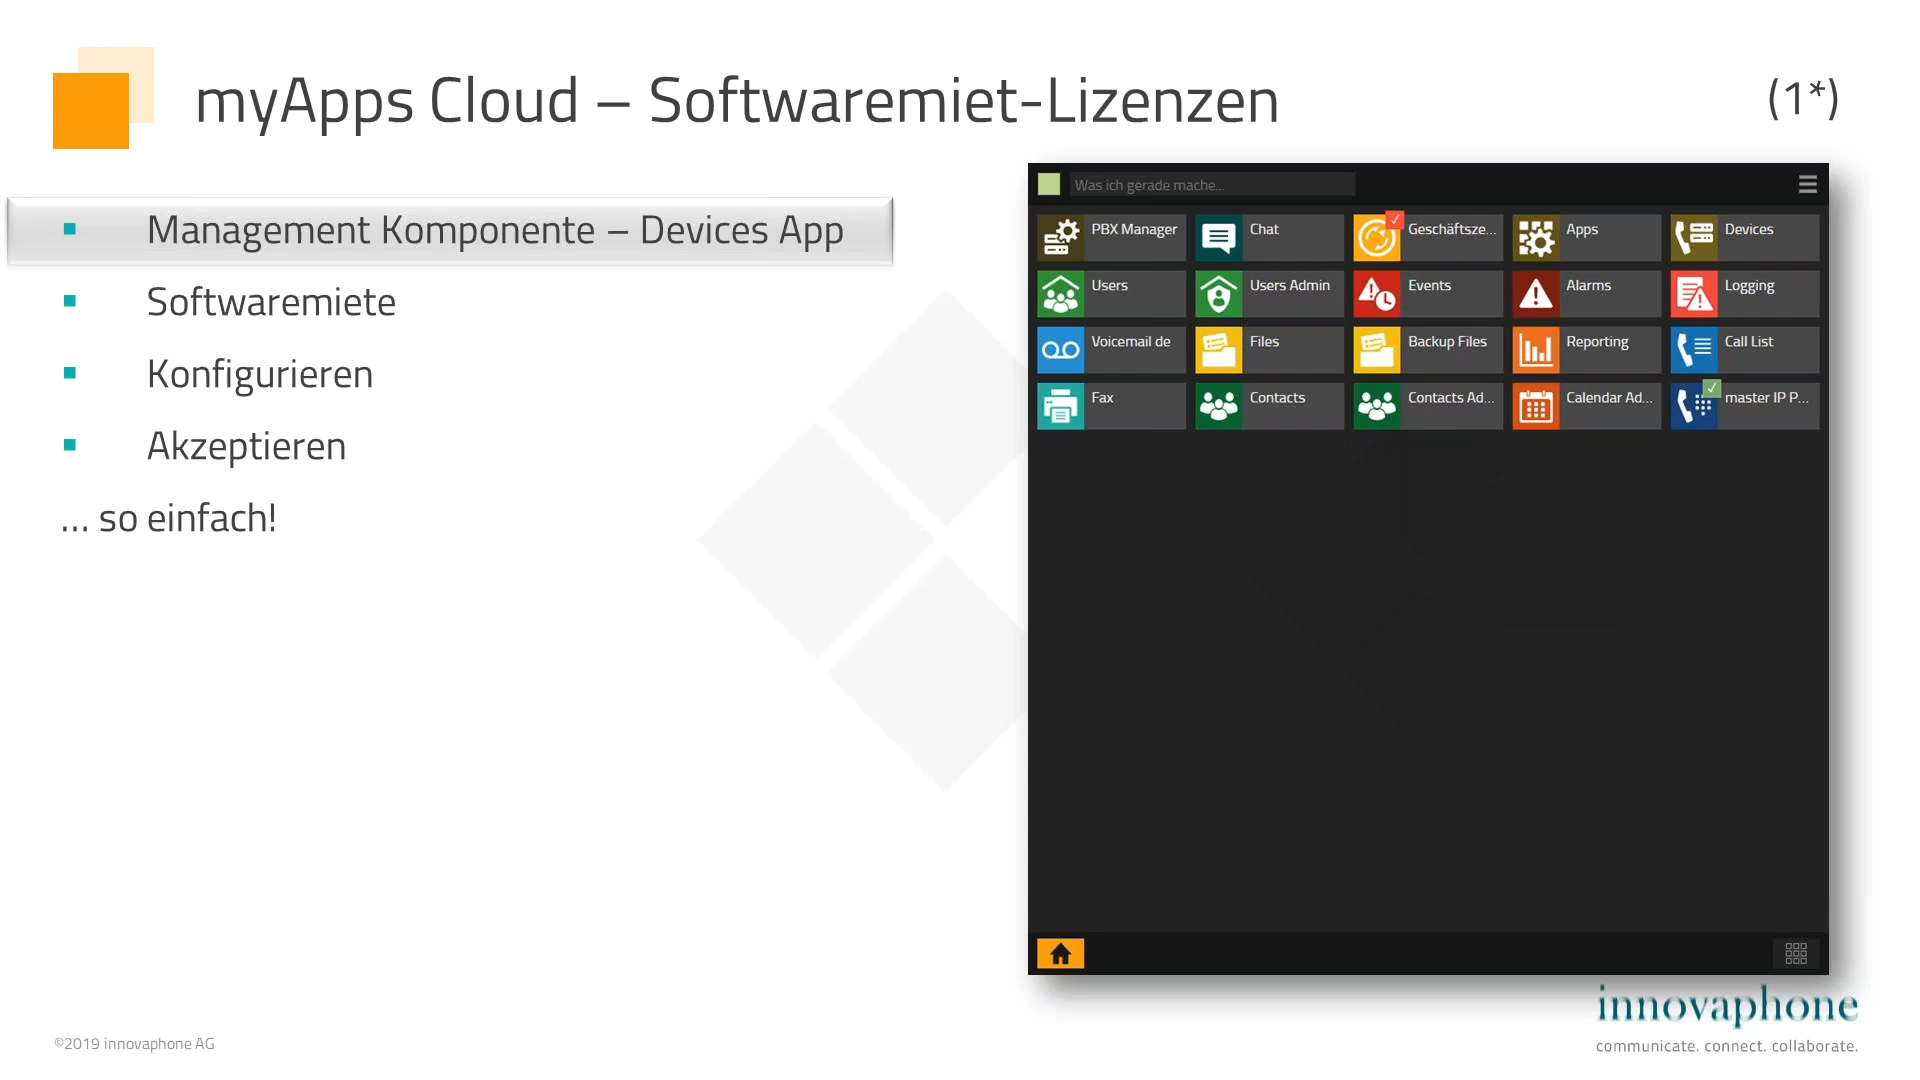 myApps Cloud – Softwaremiet-Lizenzen
(1*)
Management Komponente – Devices App
Softwaremiete
Konfigurieren
Akzeptieren
... so einfach!
Was ich gerade mache...
PBX Manager
Chat
Geschäftsze...
Apps
Devices
Users
Users Admin
Events
Alarms
Logging
Voicemail de
Files
Backup Files
Reporting
Call List
Fax
Contacts
Contacts Ad...
Calendar Ad...
master IP P...
innovaphone
communicate. connect. collaborate.
©2019 innovaphone AG